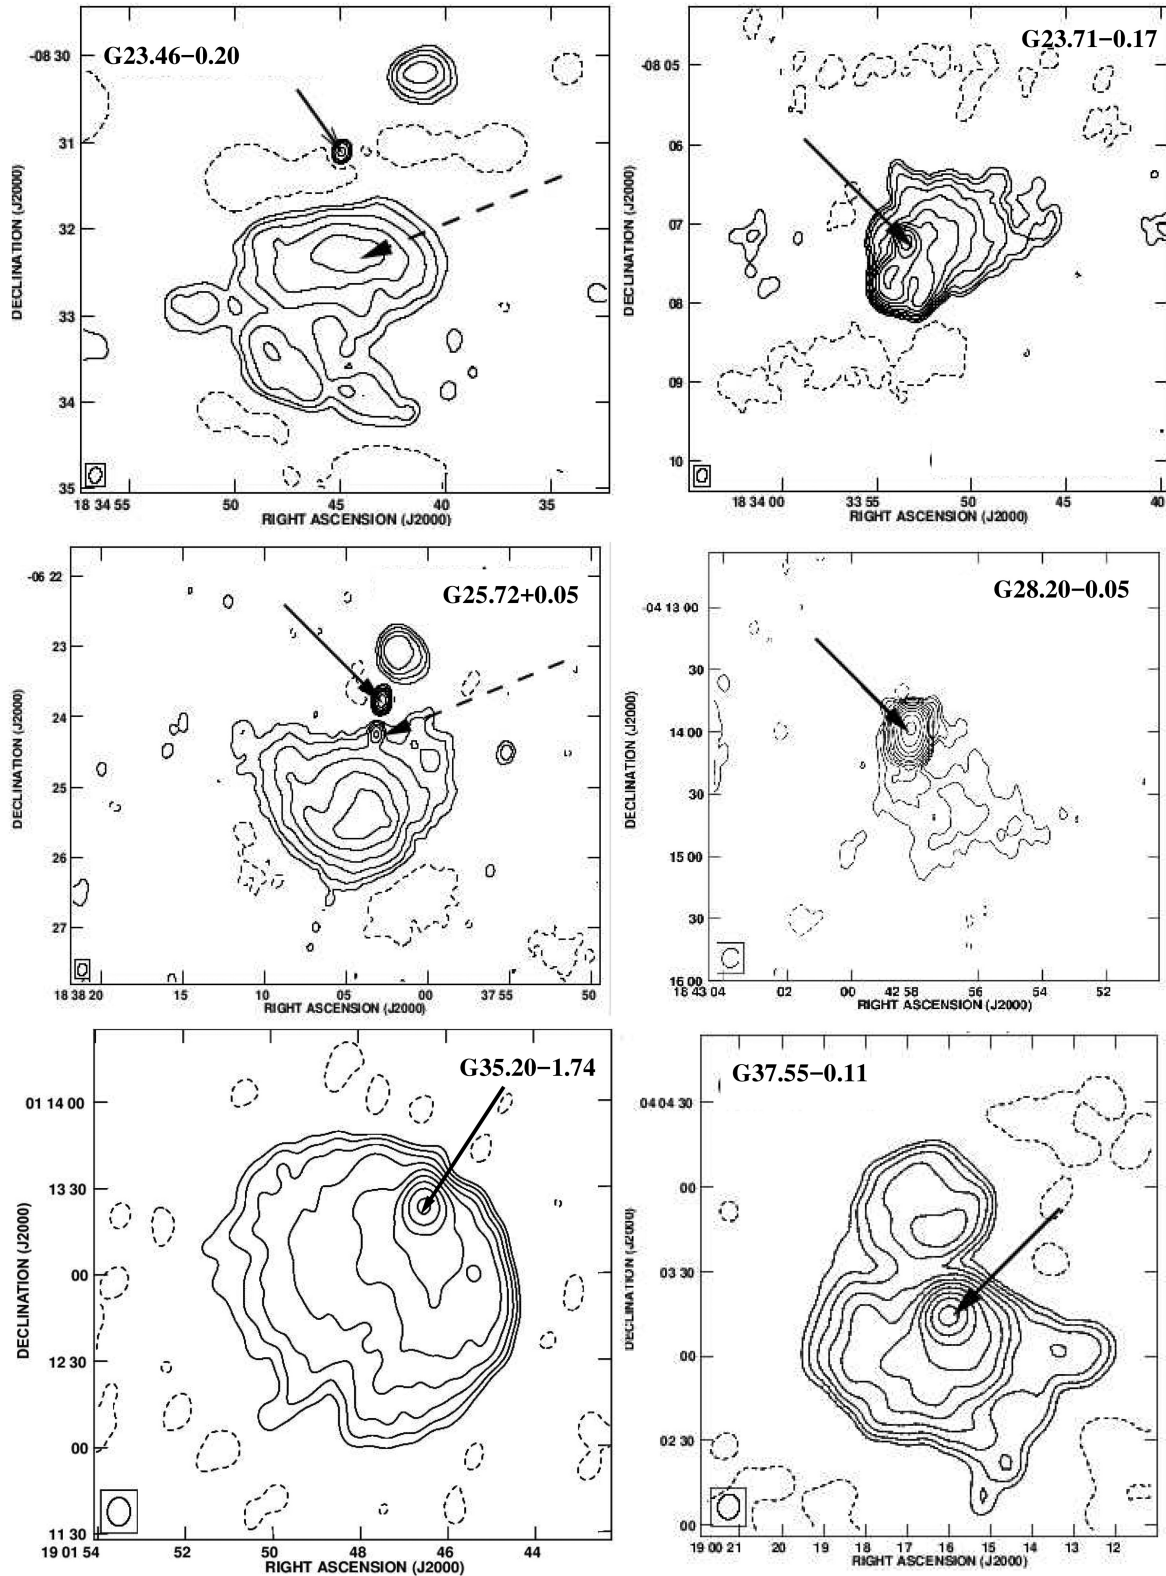 G23.46−0.20
-08 30
31
32
33
34
35
DECLINATION (J2000)
18 34 55
50
45
40
35
RIGHT ASCENSION (J2000)
G23.71−0.17
-08 05
06
07
08
09
10
DECLINATION (J2000)
18 34 00
33 55
50
45
40
RIGHT ASCENSION (J2000)
G25.72+0.05
-06 22
23
24
25
26
27
DECLINATION (J2000)
18 38 20
15
10
05
00
37 55
50
RIGHT ASCENSION (J2000)
G28.20−0.05
-04 13 00
30
14 00
30
15 00
30
16 00
DECLINATION (J2000)
18 43 04
02
00
42 58
56
54
52
RIGHT ASCENSION (J2000)
G35.20−1.74
01 14 00
13 30
00
12 30
00
11 30
DECLINATION (J2000)
19 01 54
52
50
48
46
44
RIGHT ASCENSION (J2000)
G37.55−0.11
04 04 30
00
03 30
00
02 30
00
DECLINATION (J2000)
19 00 21
20
19
18
17
16
15
14
13
12
RIGHT ASCENSION (J2000)